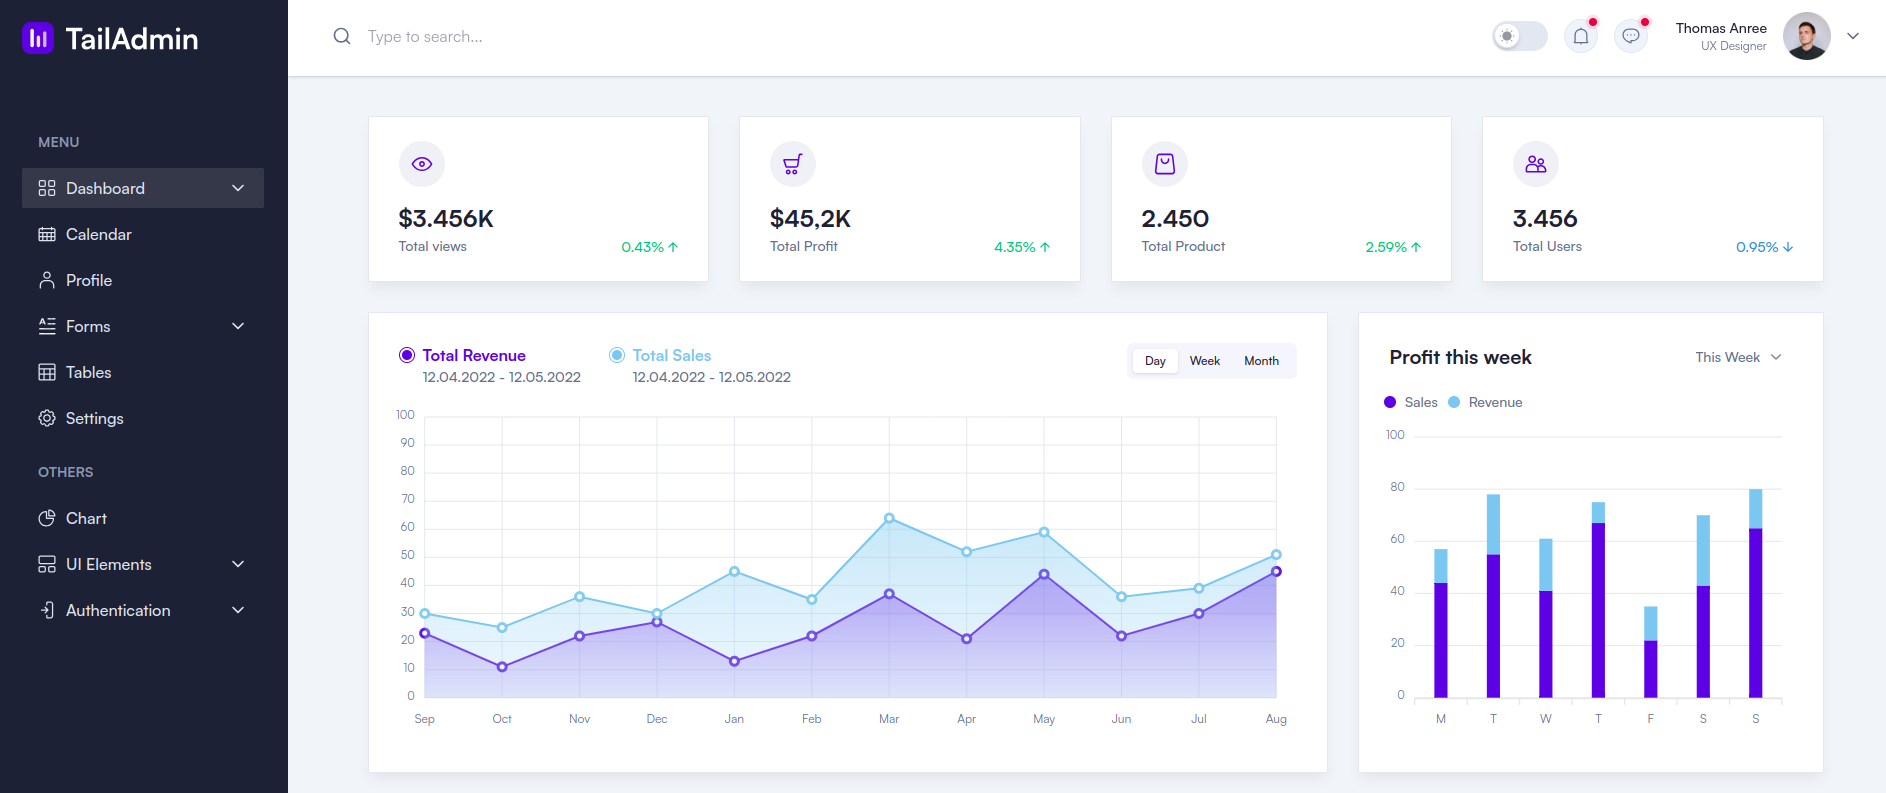 TailAdmin
MENU
Dashboard
Calendar
Profile
Forms
Tables
Settings
OTHERS
Chart
UI Elements
Authentication
Type to search...
Thomas Anree
UX Designer
$3.456K
Total views
0.43%
$45,2K
Total Profit
4.35%
2.450
Total Product
2.59%
3.456
Total Users
0.95%
Total Revenue
12.04.2022 - 12.05.2022
Total Sales
12.04.2022 - 12.05.2022
Day Week Month
100
90
80
70
60
50
40
30
20
10
0
Sep Oct Nov Dec Jan Feb Mar Apr May Jun Jul Aug
Profit this week
This Week
Sales Revenue
100
80
60
40
20
0
M T W T F S S